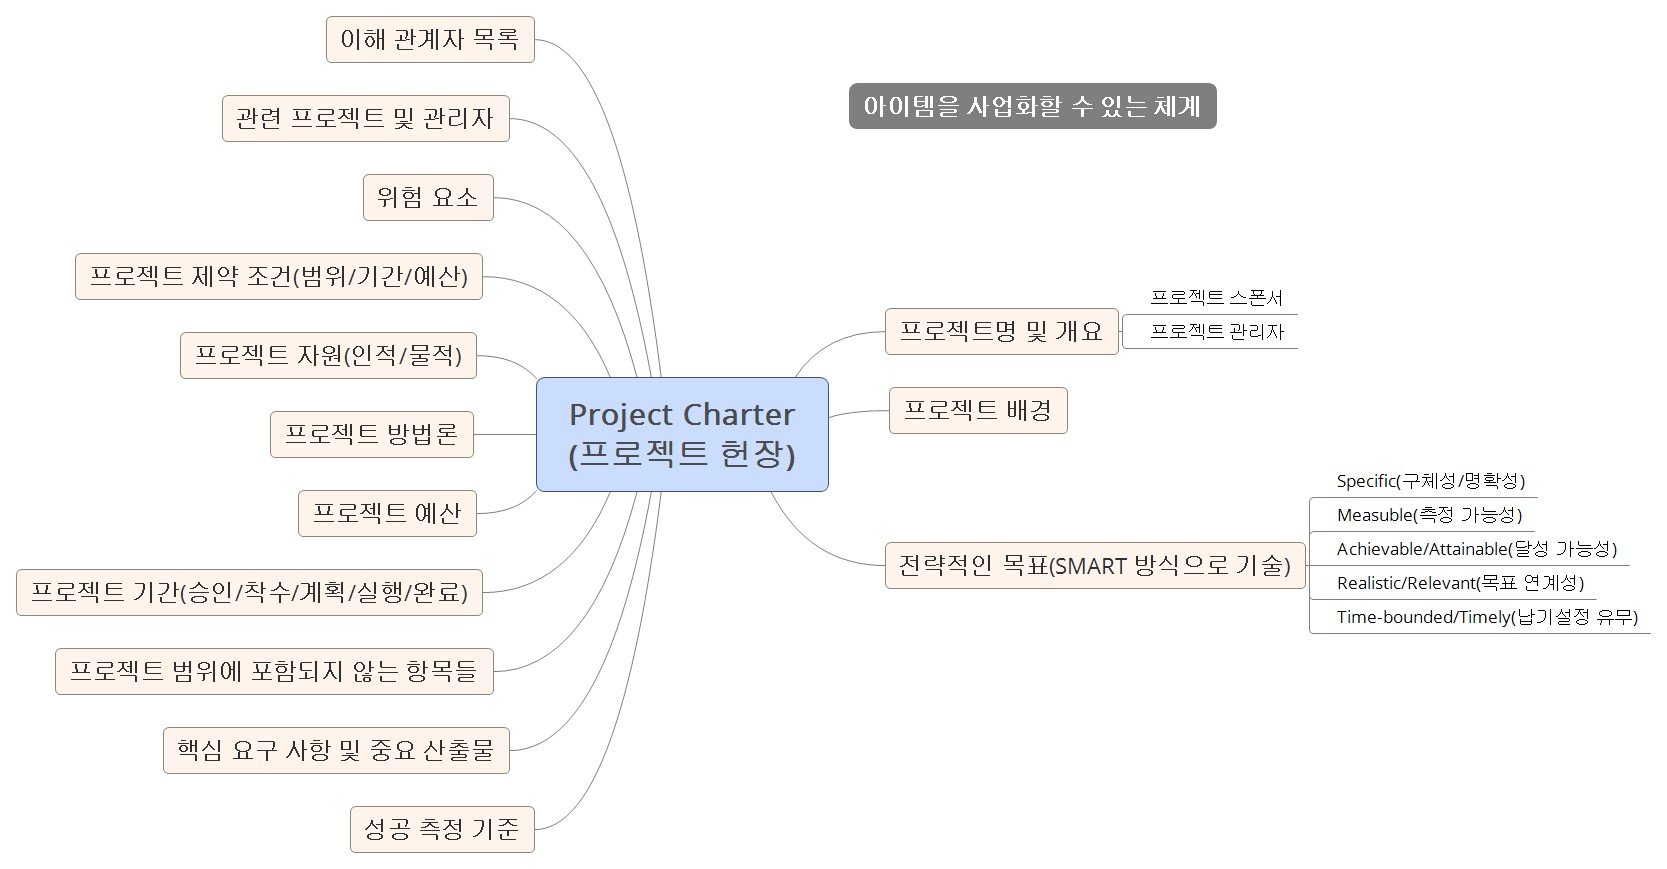 이해 관계자 목록
관련 프로젝트 및 관리자
위험 요소
프로젝트 제약 조건(범위/기간/예산)
프로젝트 자원(인적/물적)
프로젝트 방법론
프로젝트 예산
프로젝트 기간(승인/착수/계획/실행/완료)
프로젝트 범위에 포함되지 않는 항목들
핵심 요구 사항 및 중요 산출물
성공 측정 기준
Project Charter
(프로젝트 헌장)
아이템을 사업화할 수 있는 체계
프로젝트명 및 개요
프로젝트 스폰서
프로젝트 관리자
프로젝트 배경
전략적인 목표(SMART 방식으로 기술)
Specific(구체성/명확성)
Measuble(측정 가능성)
Achievable/Attainable(달성 가능성)
Realistic/Relevant(목표 연계성)
Time-bounded/Timely(납기설정 유무)